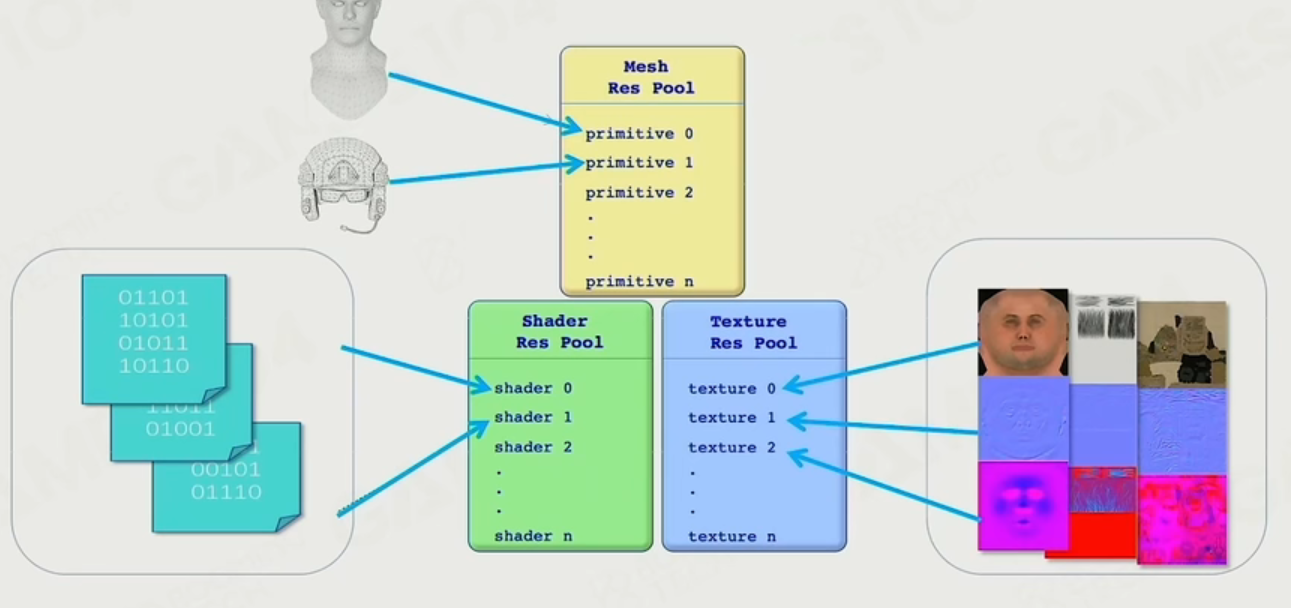 Mesh
Res Pool
primitive 0
primitive 1
primitive 2
.
.
.
primitive n
01101
10101
01011
10110
11011
01001
00101
01110
Shader
Res Pool
shader 0
shader 1
shader 2
.
.
.
shader n
Texture
Res Pool
texture 0
texture 1
texture 2
.
.
.
texture n